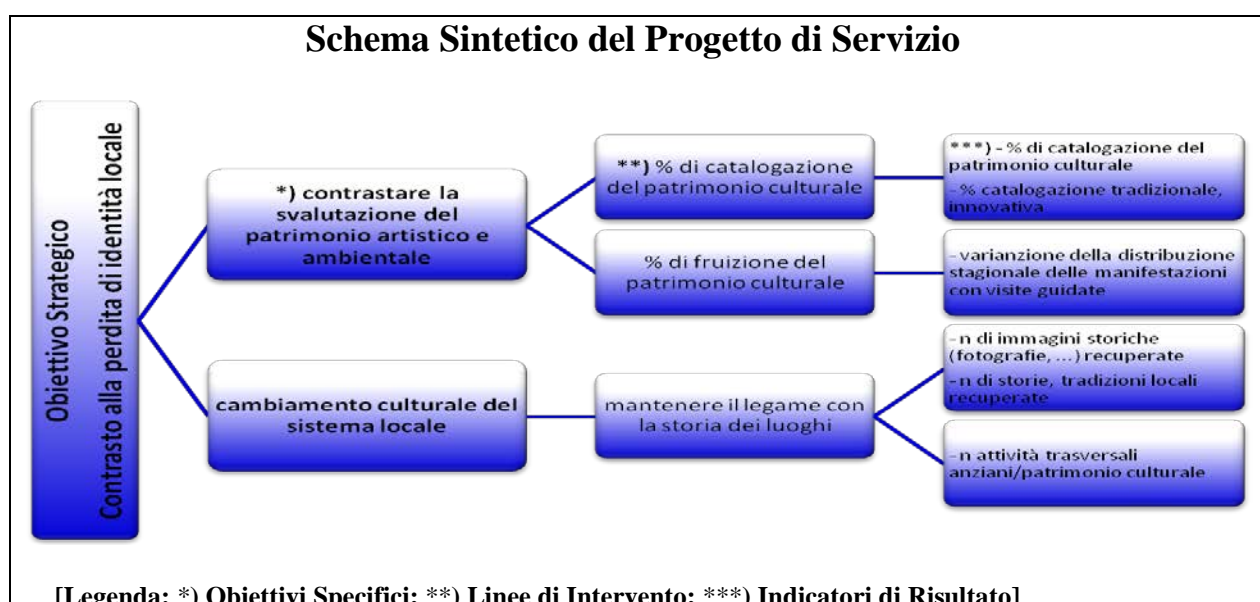 Schema Sintetico del Progetto di Servizio
Obiettivo Strategico
Contrasto alla perdita di identità locale
*) contrastare la
svalutazione del
patrimonio artistico e
ambientale
**) % di catalogazione
del patrimonio culturale
***) - % di catalogazione del
patrimonio culturale
-% catalogazione tradizionale,
innovativa
% di fruizione del
patrimonio culturale
-varianzione della distribuzione
stagionale delle manifestazioni
con visite guidate
cambiamento culturale del
sistema locale
mantenere il legame con
la storia dei luoghi
-n di immagini storiche
(fotografie, ...) recuperate
-n di storie, tradizioni locali
recuperate
-n attività trasversali
anziani/patrimonio culturale
[Legenda: *) Obiettivi Specifici; **) Linee di Intervento; ***) Indicatori di Risultato]